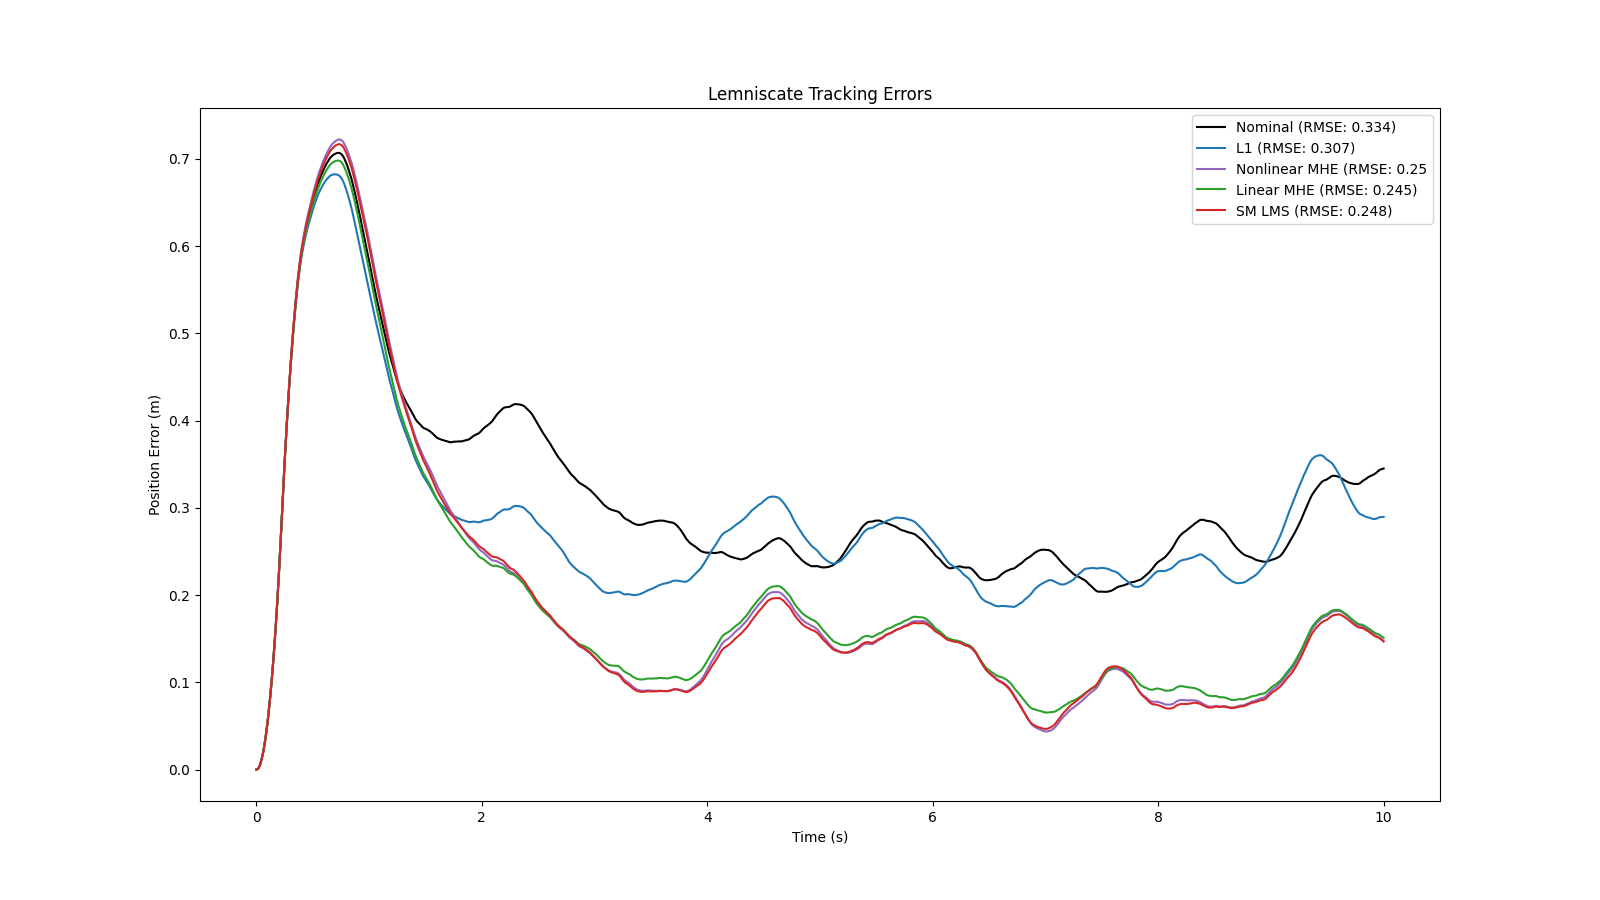 Lemniscate Tracking Errors
Nominal (RMSE: 0.334)
L1 (RMSE: 0.307)
Nonlinear MHE (RMSE: 0.25
Linear MHE (RMSE: 0.245)
SM LMS (RMSE: 0.248)
Position Error (m)
0.7
0.6
0.5
0.4
0.3
0.2
0.1
0.0
0 2 4 6 8 10
Time (s)